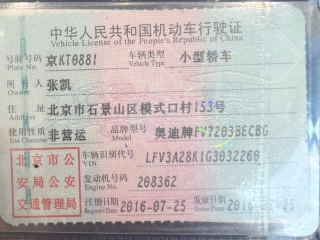 中华人民共和国机动车行驶证
Vehicle License of the People's Republic of China
号牌号码 京KT0881 车辆类型 小型轿车
Plate No. Vehicle Type
所有人 张凯
Owner
住址 北京市石景山区模式口村153号
Address
使用性质 非营运 品牌型号 奥迪牌FV7203BECBG
Use Character Model
北京市公安局公安交通管理局
车辆识别代号 LFV3A28K1G3032260
VIN
发动机号码 208362
Engine No.
注册日期 2016-07-25 发证日期 2016-07-25
Register Date Issue Date